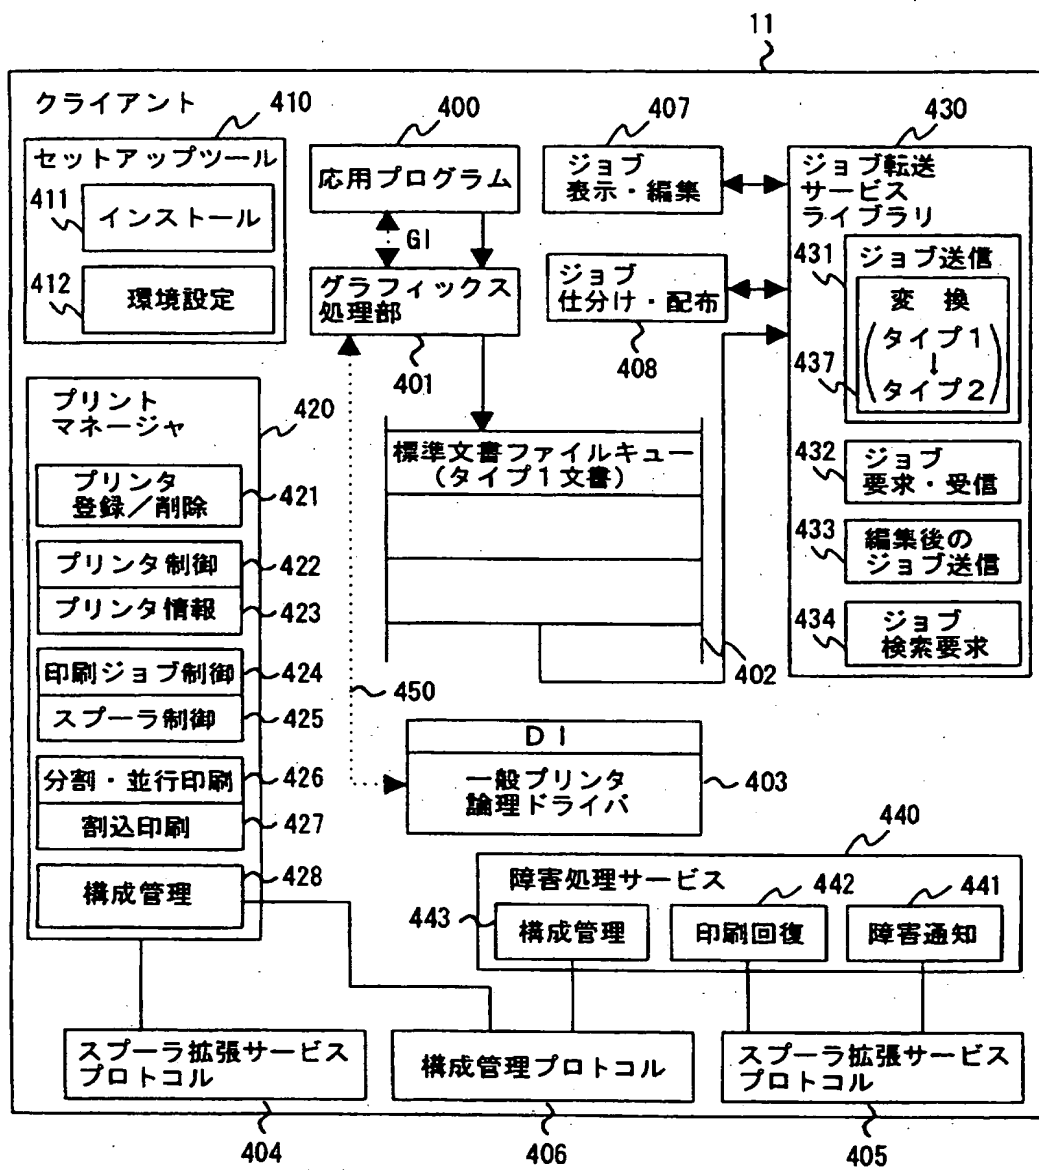 11
クライアント
410
400
407
430
セットアップツール
411
インストール
412
環境設定
応用プログラム
GI
グラフィックス
処理部
401
ジョブ
表示・編集
ジョブ
仕分け・配布
408
ジョブ転送
サービス
ライブラリ
431
ジョブ送信
変換
(タイプ1
↓
タイプ2)
437
432
ジョブ
要求・受信
433
編集後の
ジョブ送信
434
ジョブ
検索要求
プリント
マネージャ
420
プリンタ
登録/削除
421
プリンタ制御
422
プリンタ情報
423
印刷ジョブ制御
424
スプーラ制御
425
分割・並行印刷
426
割込印刷
427
構成管理
428
標準文書ファイルキュー
(タイプ1文書)
402
450
DI
一般プリンタ
論理ドライバ
403
440
障害処理サービス
443
構成管理
442
印刷回復
441
障害通知
スプーラ拡張サービス
プロトコル
404
構成管理プロトコル
406
スプーラ拡張サービス
プロトコル
405